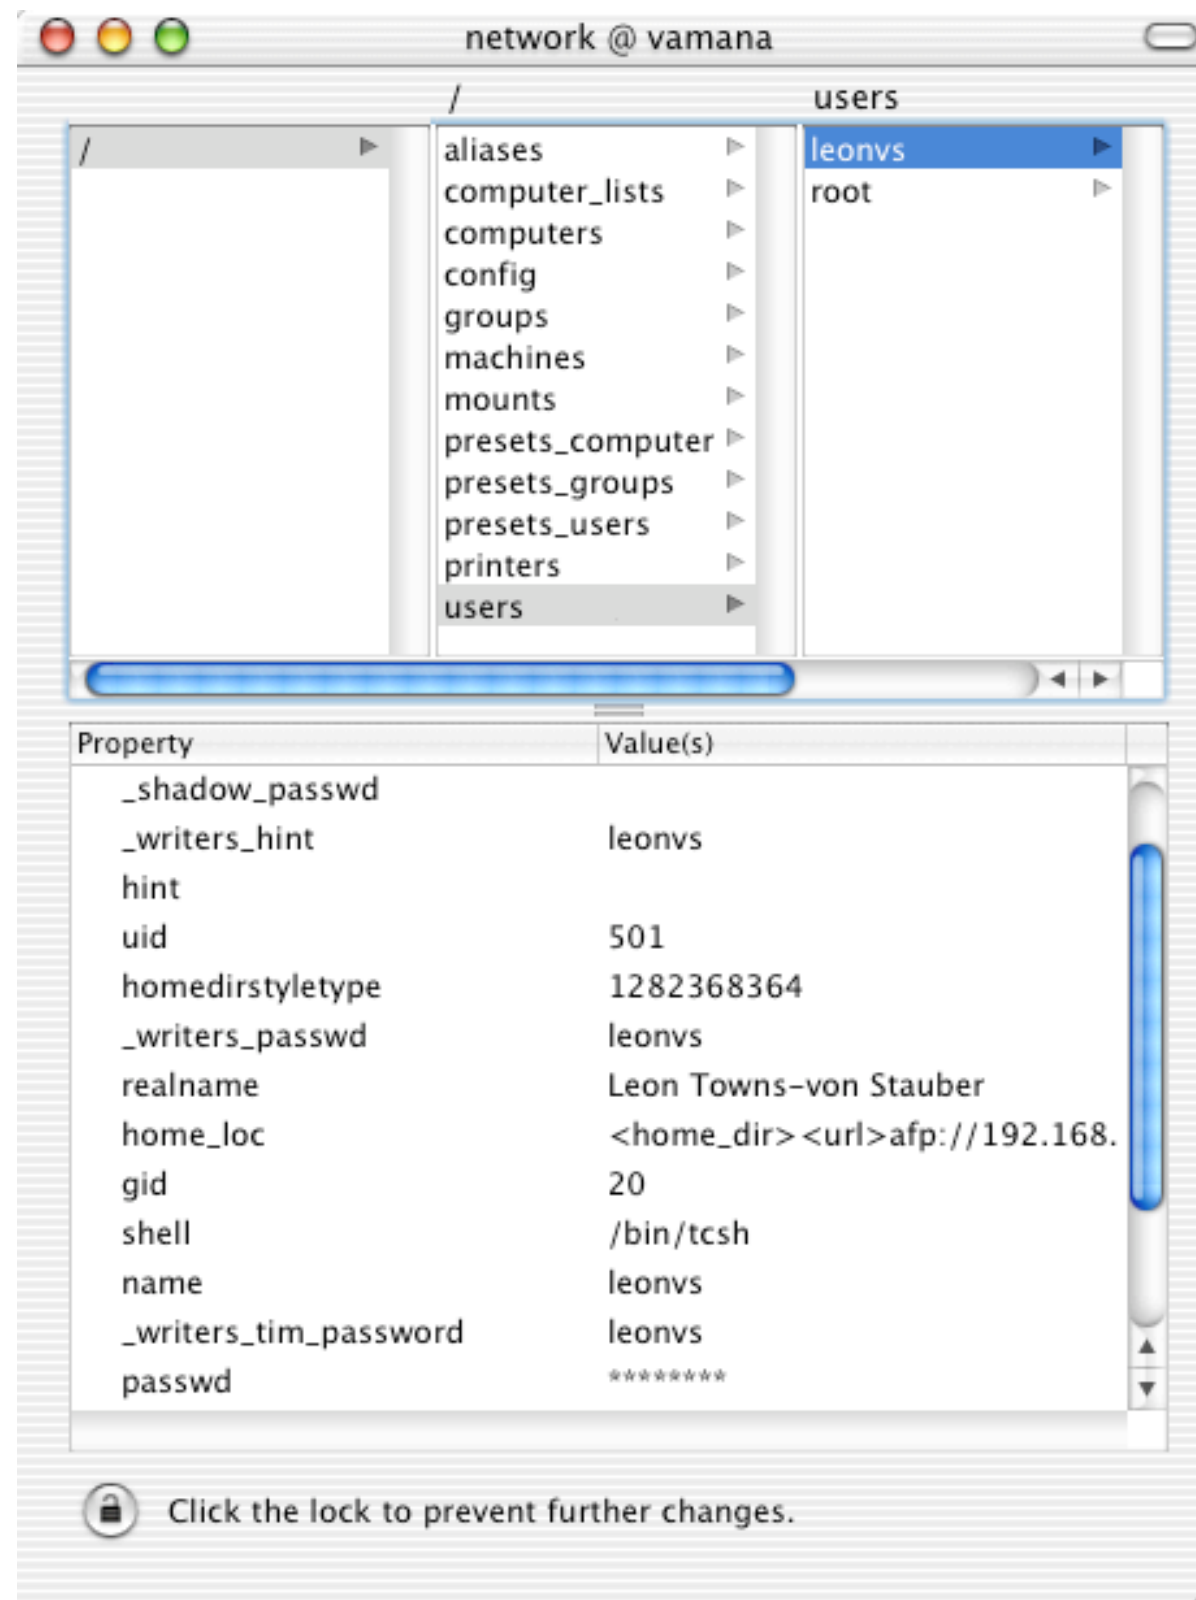 network @ vamana
/ users
/ aliases leonvs
computer_lists root
computers
config
groups
machines
mounts
presets_computer
presets_groups
presets_users
printers
users
Property Value(s)
_shadow_passwd
_writers_hint leonvs
hint
uid 501
homedirstyletype 1282368364
_writers_passwd leonvs
realname Leon Towns-von Stauber
home_loc <home_dir><url>afp://192.168.
gid 20
shell /bin/tcsh
name leonvs
_writers_tim_password leonvs
passwd ********
Click the lock to prevent further changes.